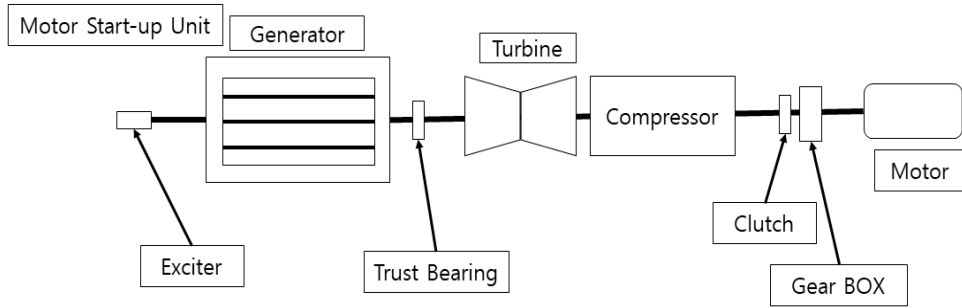 Motor Start-up Unit
Generator
Turbine
Compressor
Motor
Clutch
Exciter
Trust Bearing
Gear BOX